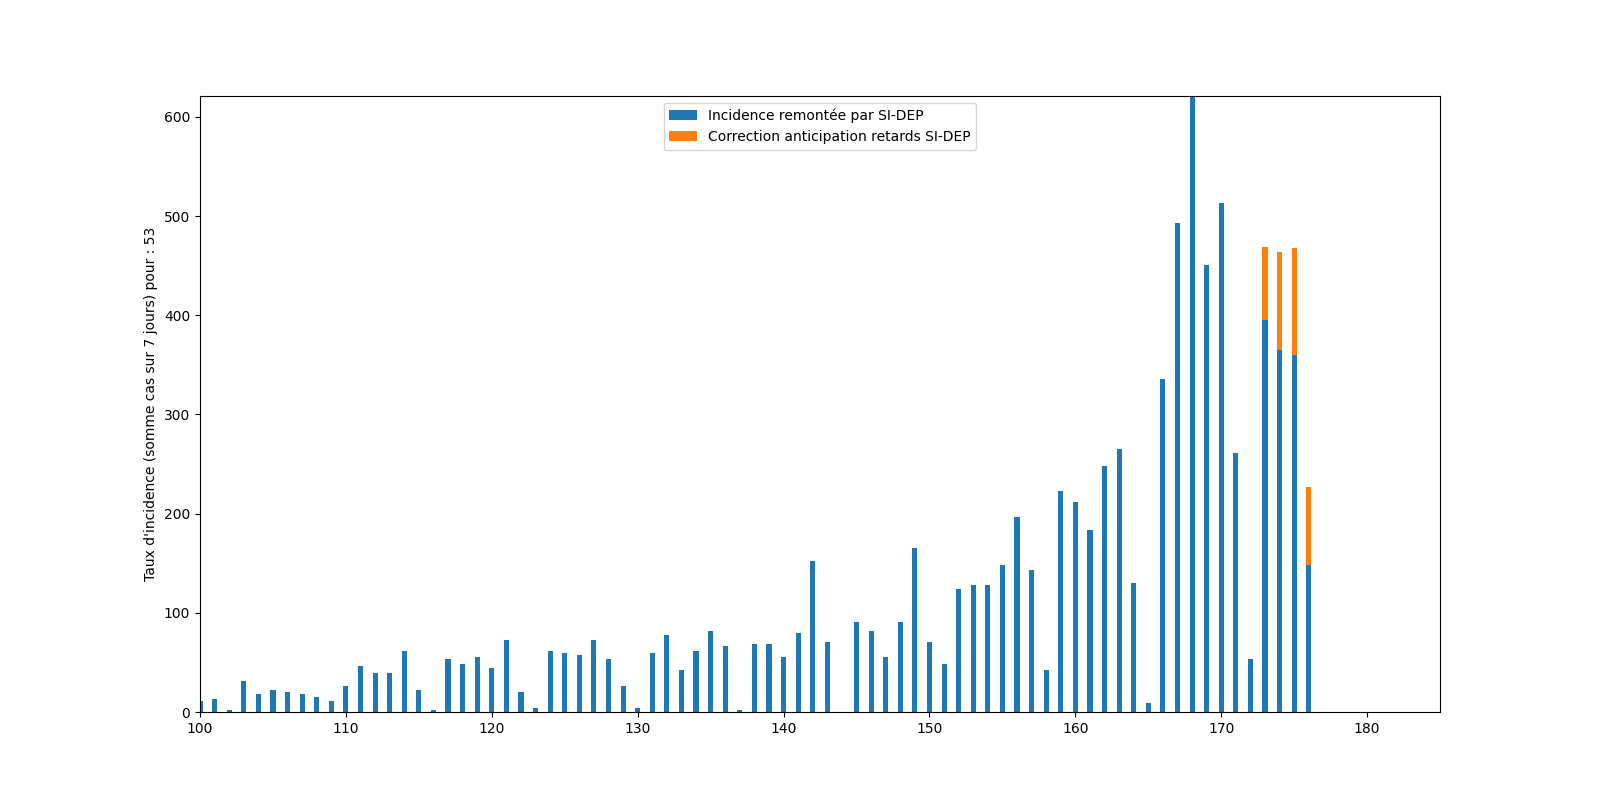 Incidence remontée par SI-DEP
Correction anticipation retards SI-DEP
Taux d'incidence (somme cas sur 7 jours) pour : 53
600
500
400
300
200
100
0
100 110 120 130 140 150 160 170 180